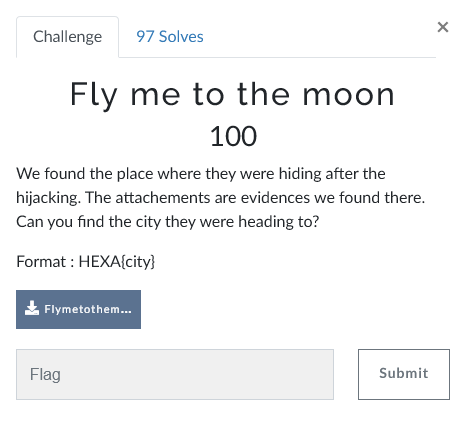 Challenge
97 Solves
×
Fly me to the moon
100
We found the place where they were hiding after the
hijacking. The attachements are evidences we found there.
Can you find the city they were heading to?
Format : HEXA{city}
Flymetothem...
Flag
Submit